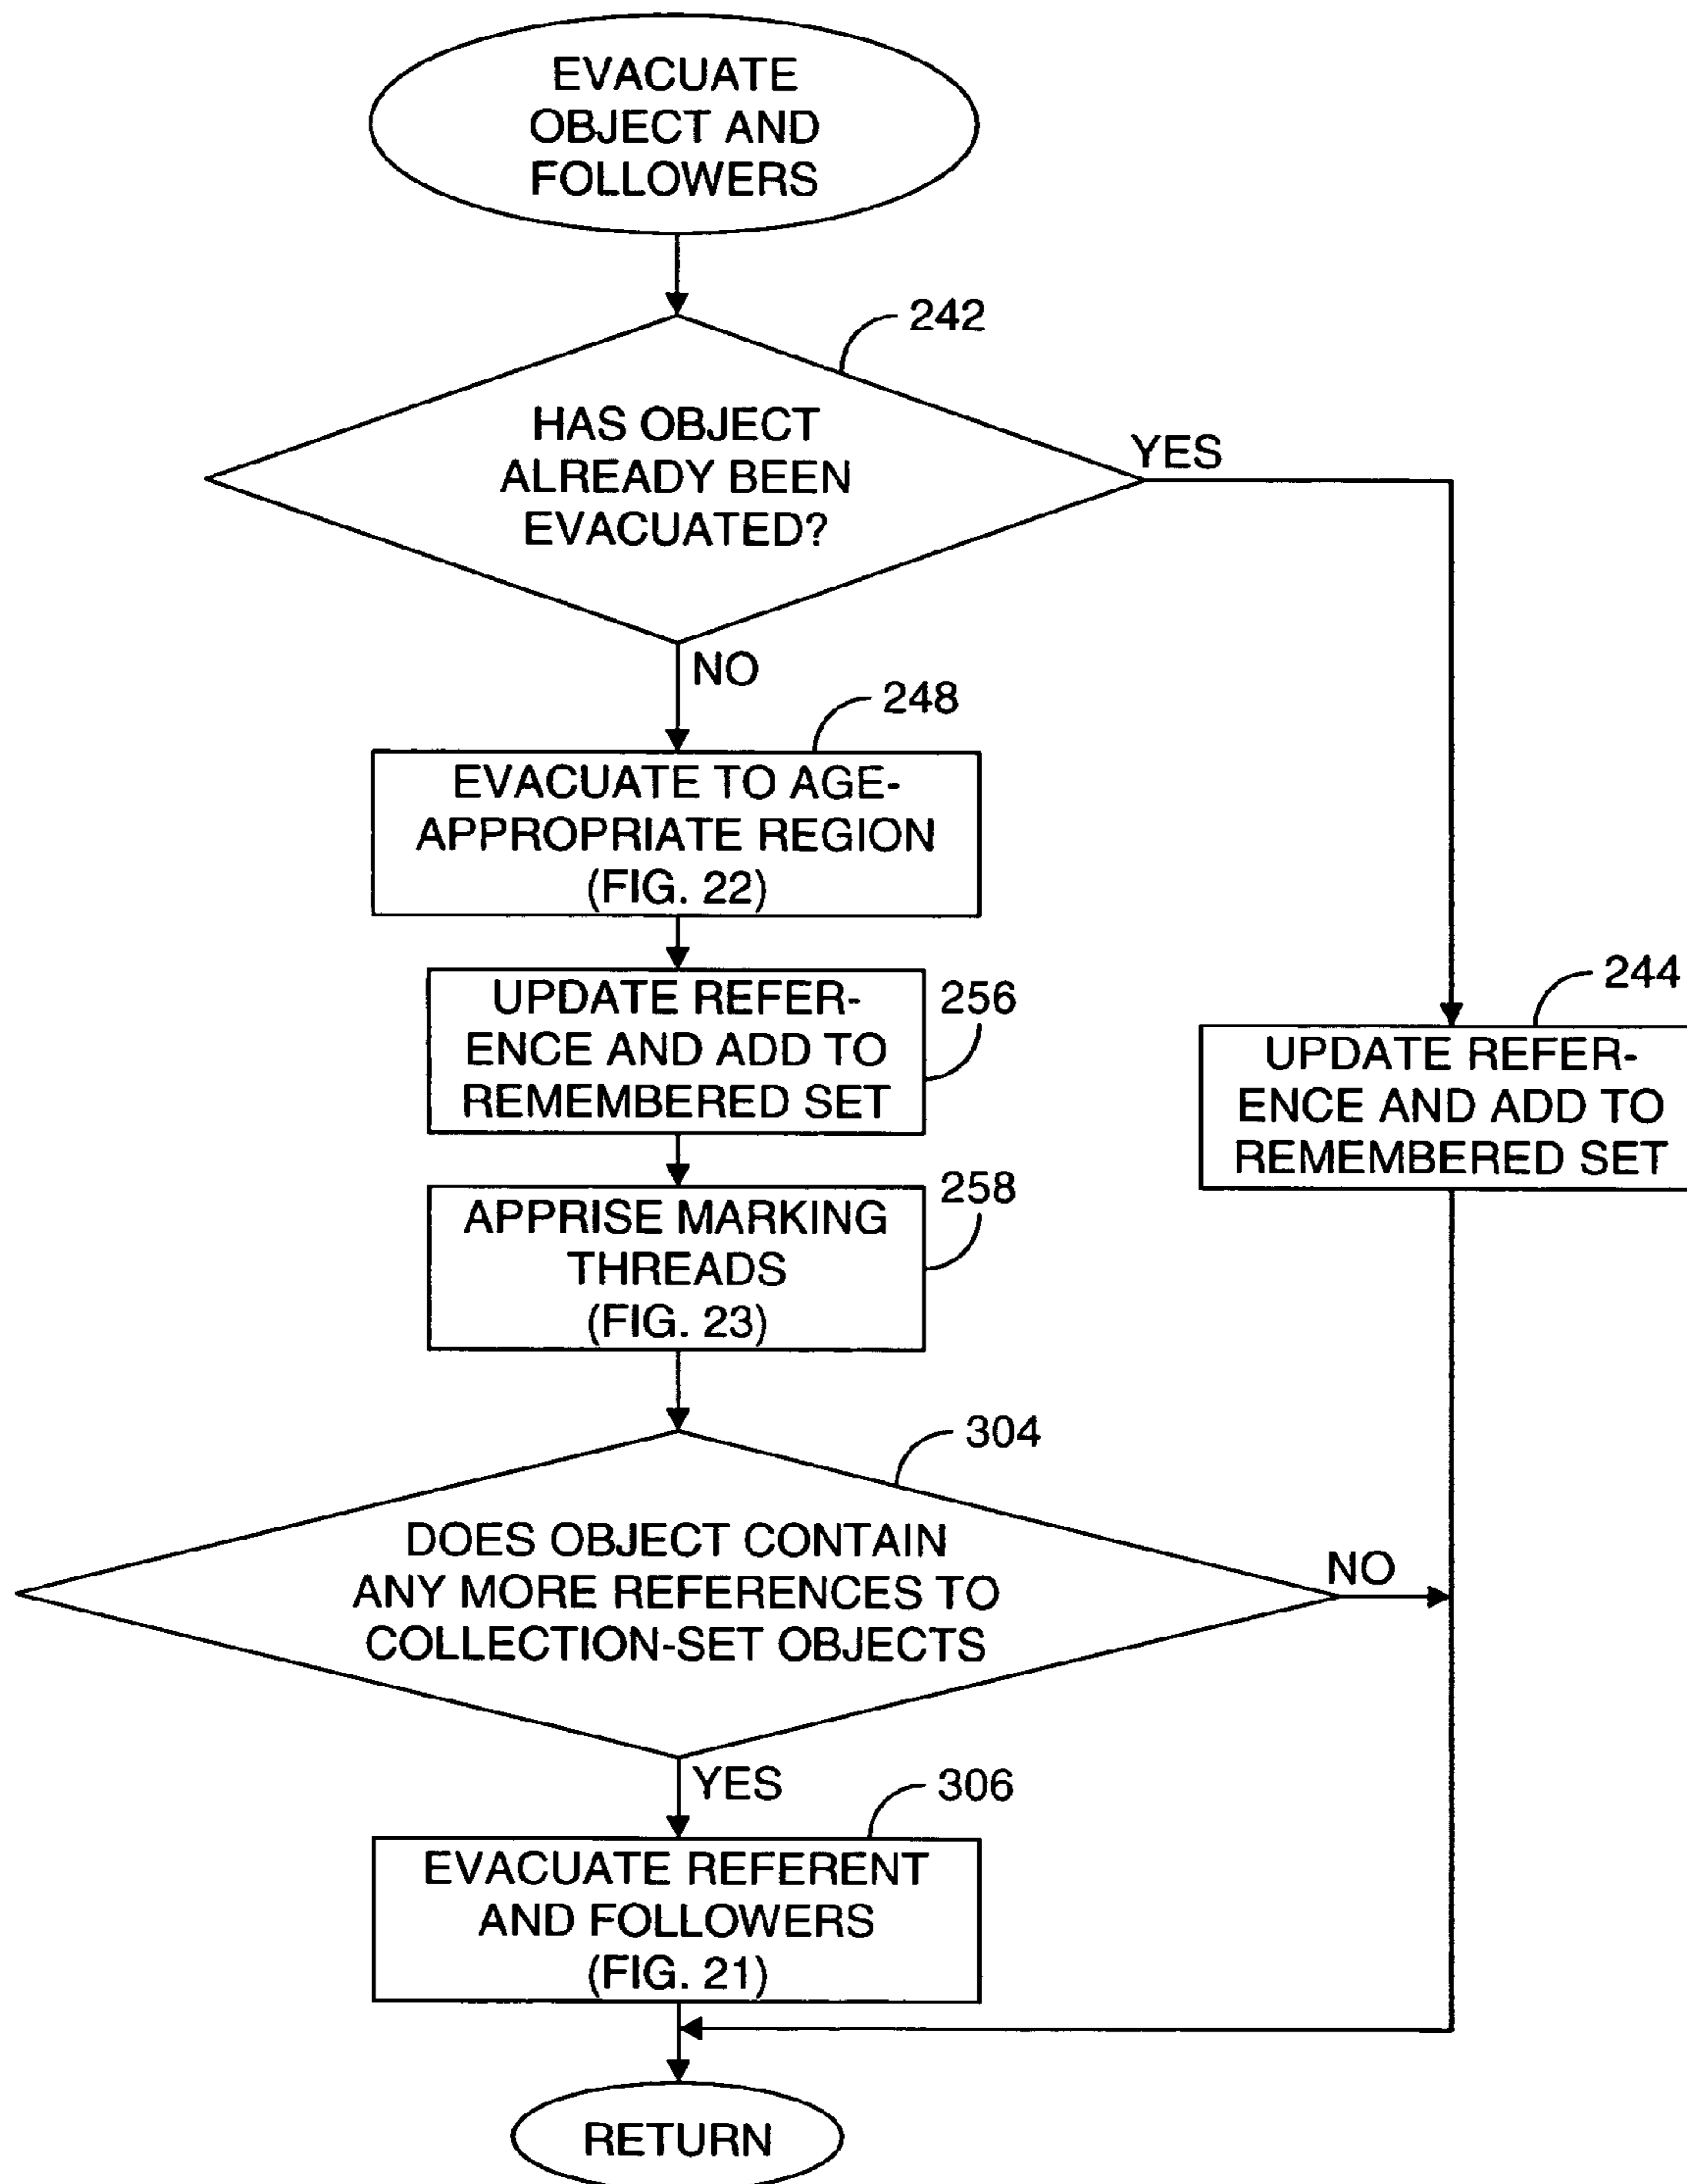 EVACUATE
OBJECT AND
FOLLOWERS
242
HAS OBJECT
ALREADY BEEN
EVACUATED?
YES
NO
248
EVACUATE TO AGE-
APPROPRIATE REGION
(FIG. 22)
UPDATE REFER-
ENCE AND ADD TO
REMEMBERED SET
256
244
UPDATE REFER-
ENCE AND ADD TO
REMEMBERED SET
APPRISE MARKING
THREADS
(FIG. 23)
258
304
DOES OBJECT CONTAIN
ANY MORE REFERENCES TO
COLLECTION-SET OBJECTS
NO
YES
306
EVACUATE REFERENT
AND FOLLOWERS
(FIG. 21)
RETURN